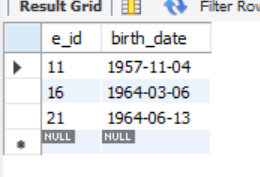 Result Grid Filter Row
e_id birth_date
11 1957-11-04
16 1964-03-06
21 1964-06-13
NULL NULL